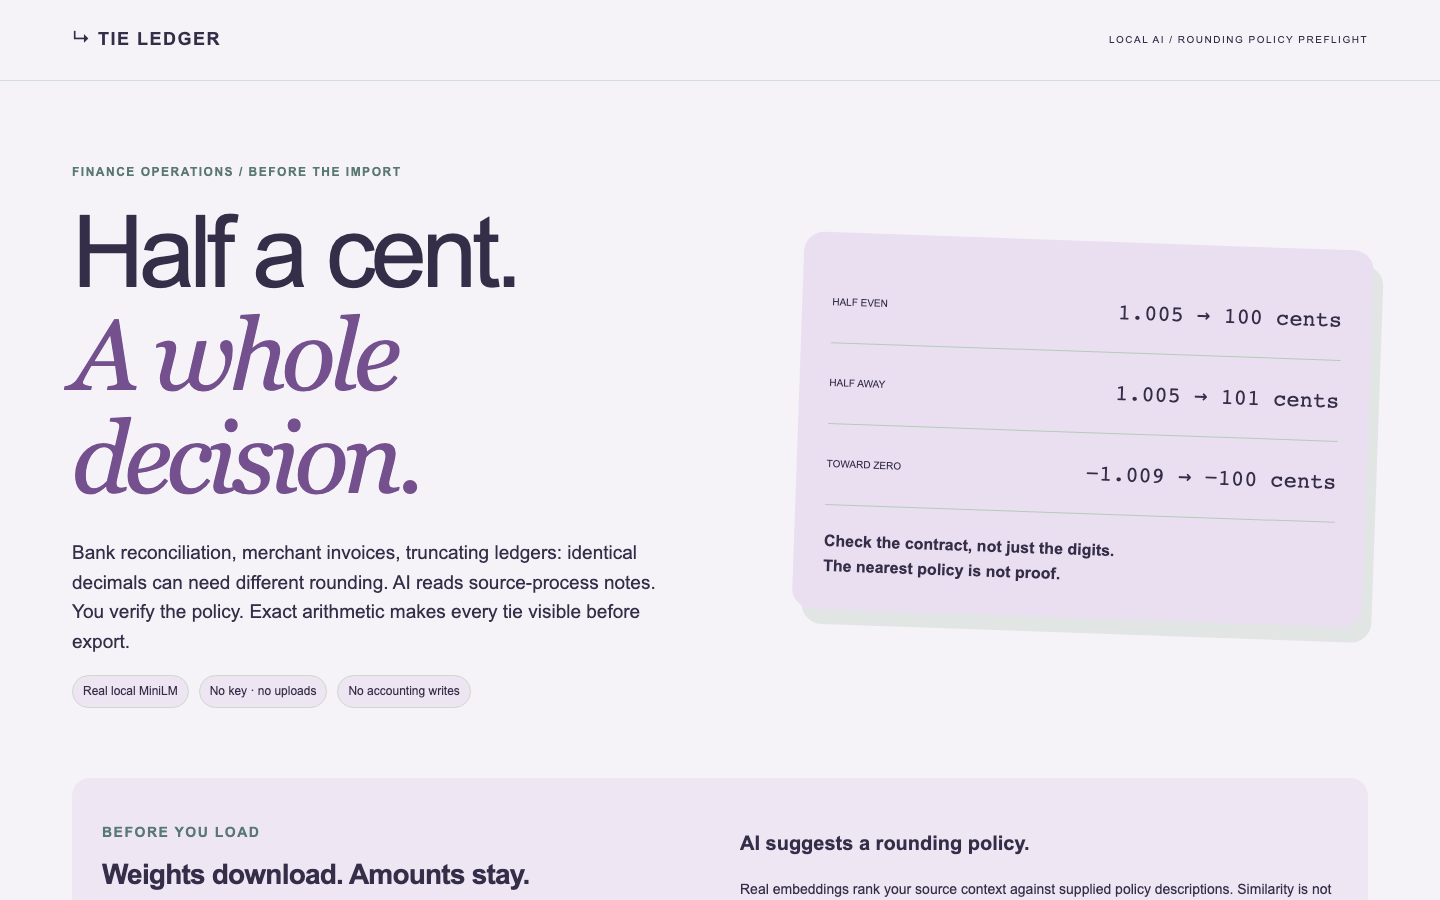 ↳ TIE LEDGER
LOCAL AI / ROUNDING POLICY PREFLIGHT
FINANCE OPERATIONS / BEFORE THE IMPORT
Half a cent.
A whole
decision.
Bank reconciliation, merchant invoices, truncating ledgers: identical
decimals can need different rounding. AI reads source-process notes.
You verify the policy. Exact arithmetic makes every tie visible before
export.
Real local MiniLM
No key · no uploads
No accounting writes
HALF EVEN
1.005 → 100 cents
HALF AWAY
1.005 → 101 cents
TOWARD ZERO
−1.009 → −100 cents
Check the contract, not just the digits.
The nearest policy is not proof.
BEFORE YOU LOAD
Weights download. Amounts stay.
AI suggests a rounding policy.
Real embeddings rank your source context against supplied policy descriptions. Similarity is not